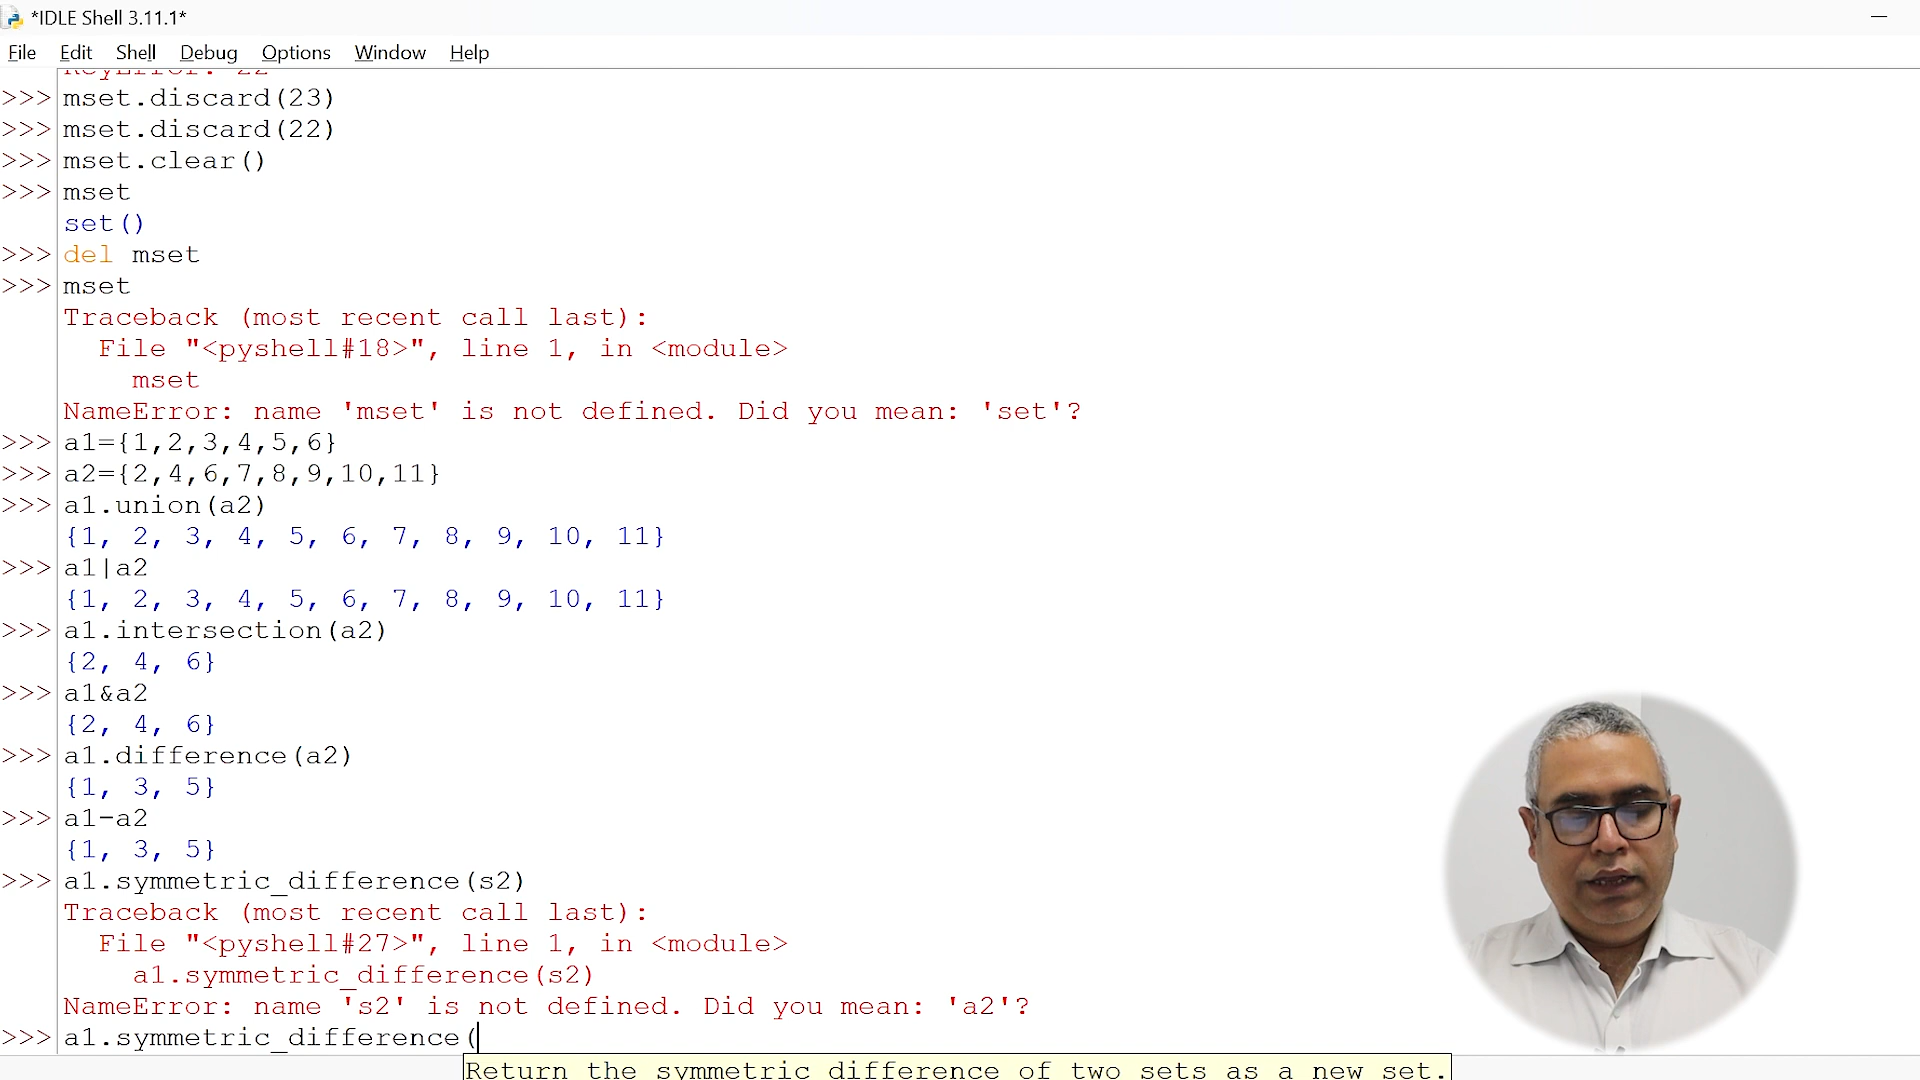 *IDLE Shell 3.11.1*
File Edit Shell Debug Options Window Help
KeyError: 22
>>> mset.discard(23)
>>> mset.discard(22)
>>> mset.clear()
>>> mset
set()
>>> del mset
>>> mset
Traceback (most recent call last):
File "<pyshell#18>", line 1, in <module>
mset
NameError: name 'mset' is not defined. Did you mean: 'set'?
>>> a1={1,2,3,4,5,6}
>>> a2={2,4,6,7,8,9,10,11}
>>> a1.union(a2)
{1, 2, 3, 4, 5, 6, 7, 8, 9, 10, 11}
>>> a1|a2
{1, 2, 3, 4, 5, 6, 7, 8, 9, 10, 11}
>>> a1.intersection(a2)
{2, 4, 6}
>>> a1&a2
{2, 4, 6}
>>> a1.difference(a2)
{1, 3, 5}
>>> a1-a2
{1, 3, 5}
>>> a1.symmetric_difference(s2)
Traceback (most recent call last):
File "<pyshell#27>", line 1, in <module>
a1.symmetric_difference(s2)
NameError: name 's2' is not defined. Did you mean: 'a2'?
>>> a1.symmetric_difference(
Return the symmetric difference of two sets as a new set.